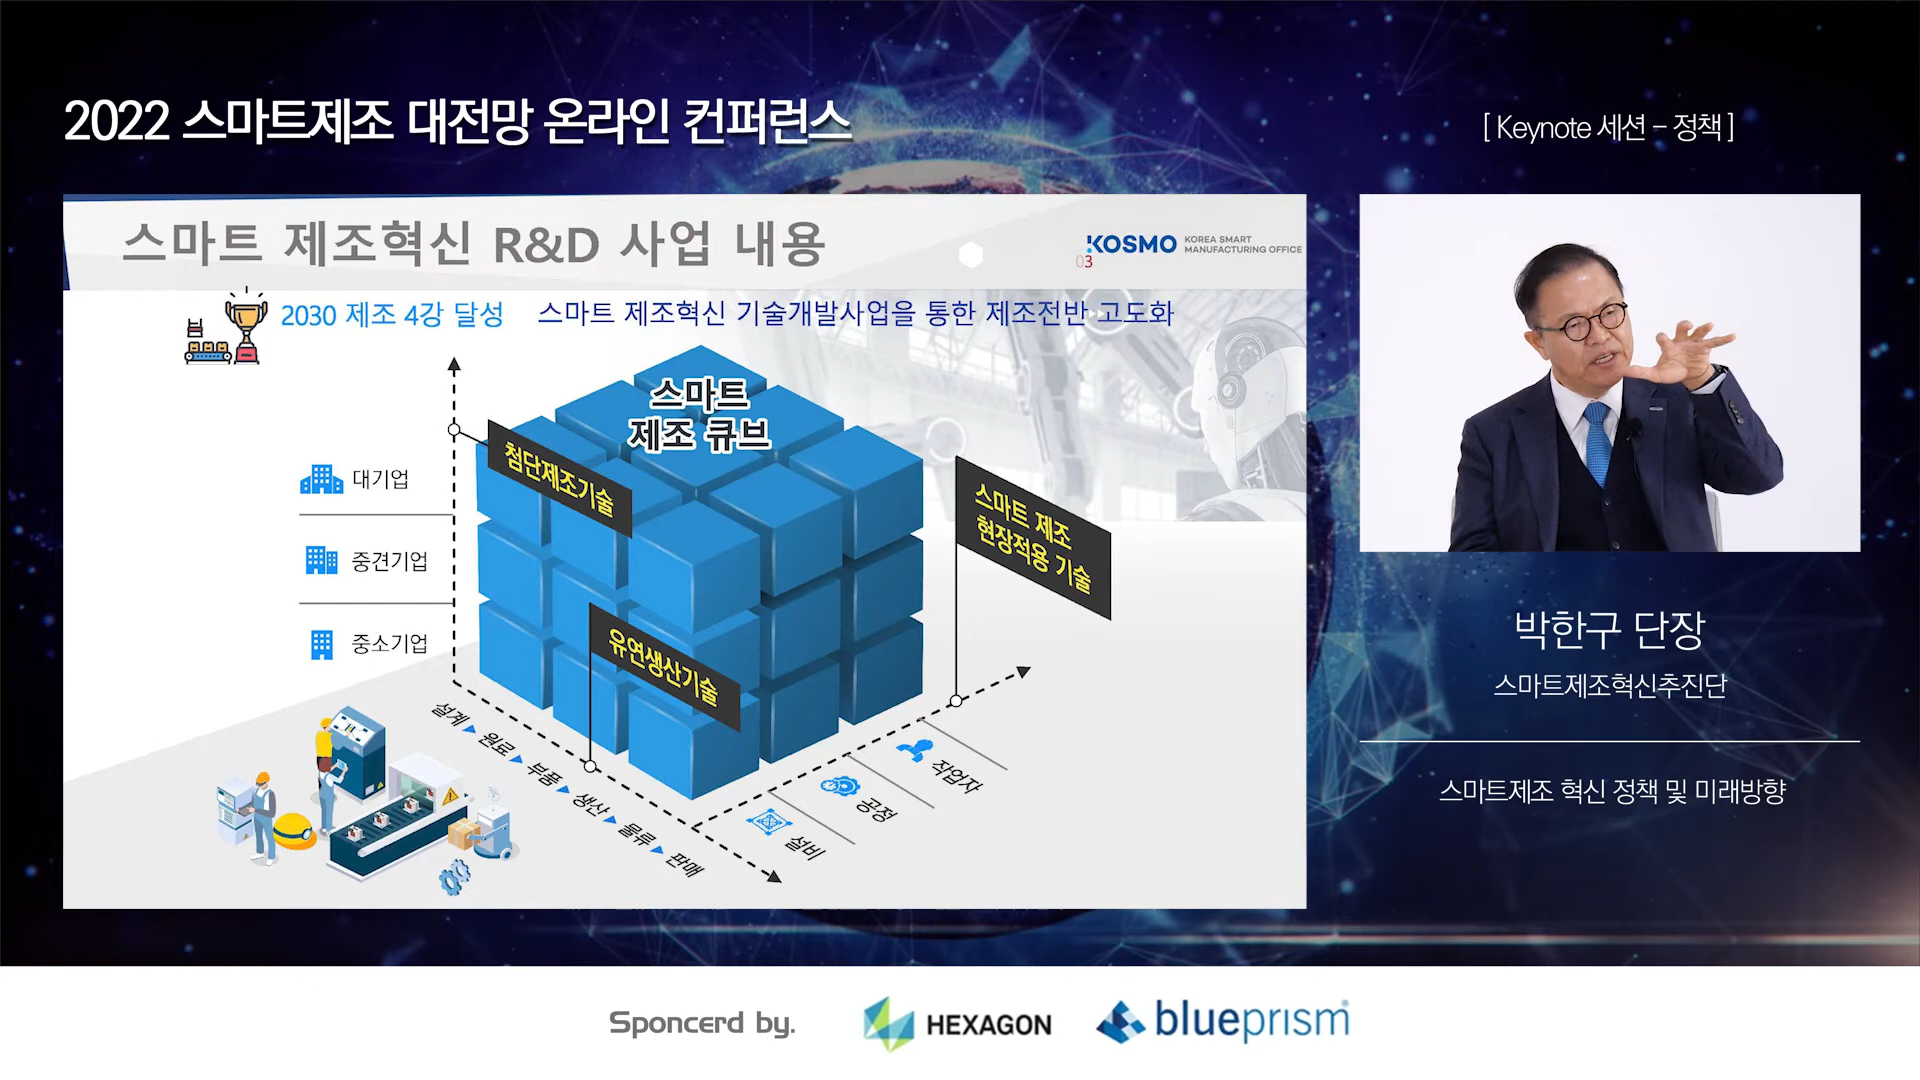 2022 스마트제조 대전망 온라인 컨퍼런스
[ Keynote 세션 – 정책 ]
스마트 제조혁신 R&D 사업 내용
KOSMO KOREA SMART
MANUFACTURING OFFICE
03
2030 제조 4강 달성
스마트 제조혁신 기술개발사업을 통한 제조전반 고도화
스마트
제조 큐브
첨단제조기술
스마트 제조
현장적용 기술
유연생산기술
대기업
중견기업
중소기업
설계 ▶ 원료 ▶ 부품 ▶ 생산 ▶ 물류 ▶ 판매
작업자
공정
설비
박한구 단장
스마트제조혁신추진단
스마트제조 혁신 정책 및 미래방향
Sponcerd by.
HEXAGON
blueprism®